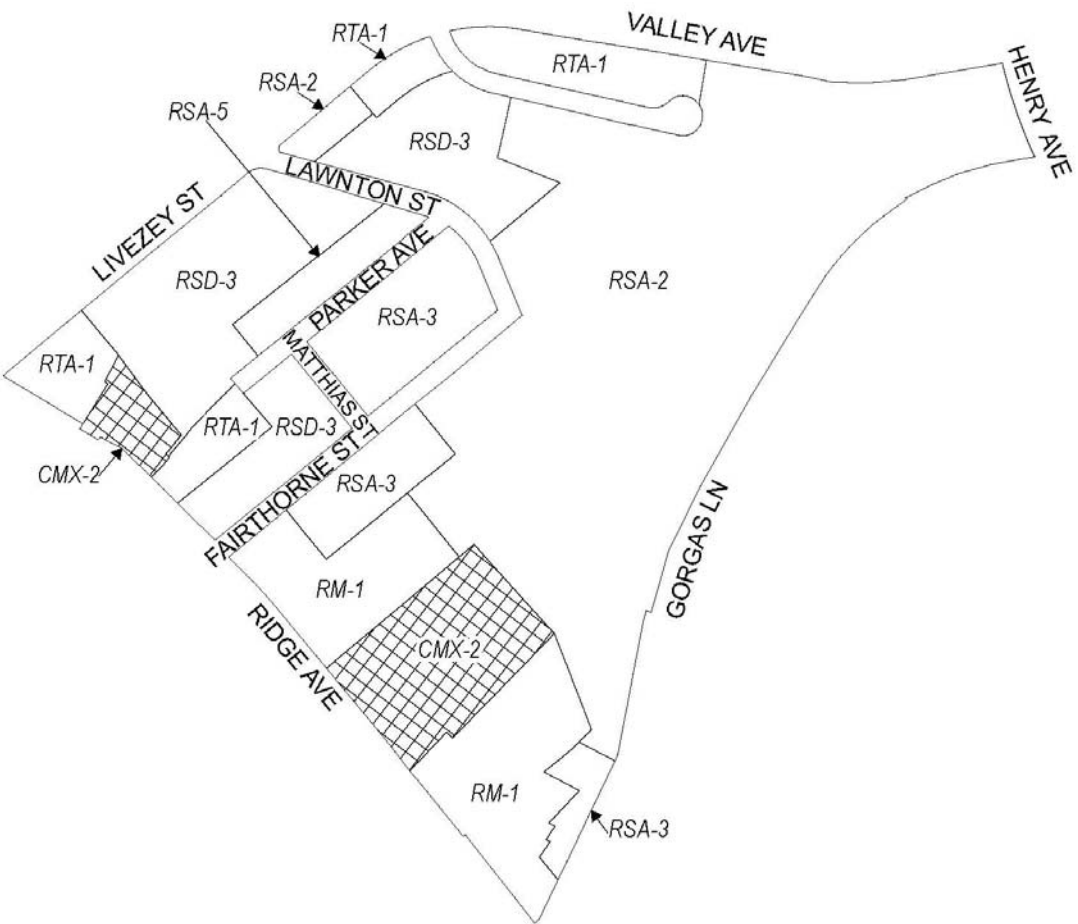 RTA-1
VALLEY AVE
RTA-1
HENRY AVE
RSA-2
RSA-5
RSD-3
LAWNTON ST
LIVEZEY ST
PARKER AVE
RSD-3
RSA-2
RSA-3
MATTHIAS ST
RTA-1
RTA-1
RSD-3
CMX-2
FAIRTHORNE ST
RSA-3
GORGAS LN
RM-1
RIDGE AVE
CMX-2
RM-1
RSA-3